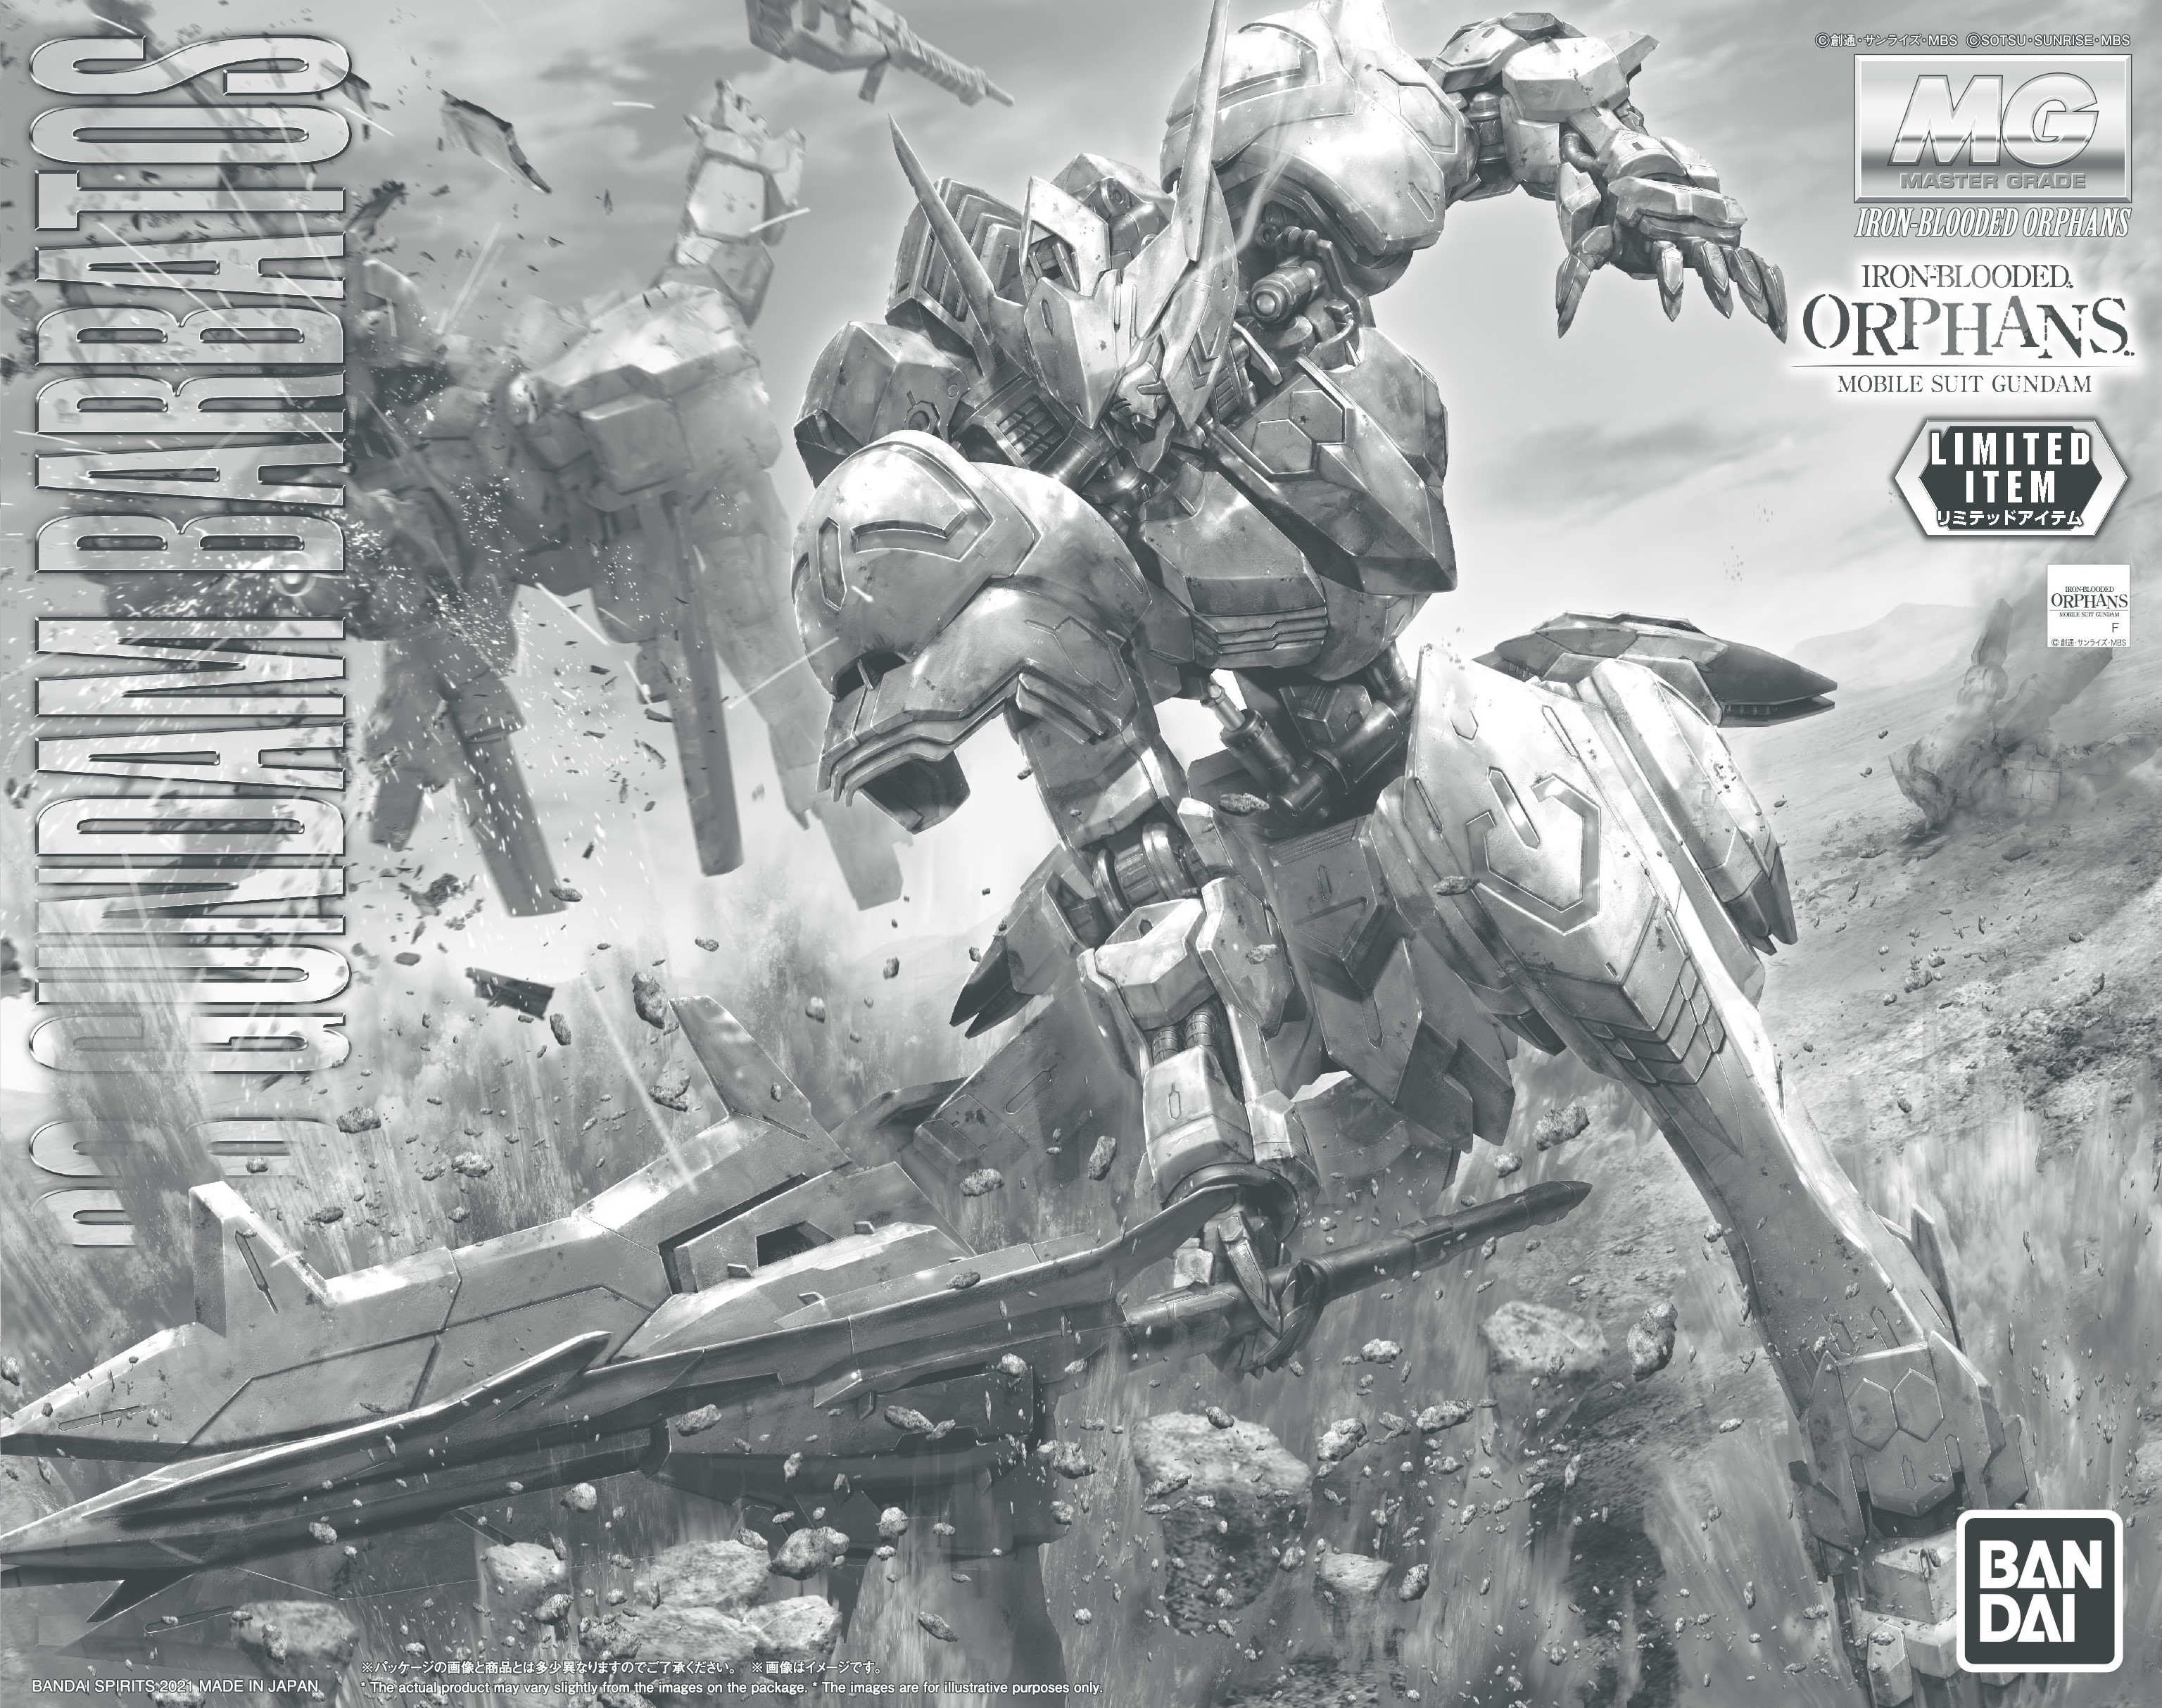 GUNDAM BARBATOS
©創通・サンライズ・MBS ©SOTSU・SUNRISE・MBS
MG
MASTER GRADE
IRON-BLOODED ORPHANS
IRON-BLOODED
ORPHANS
MOBILE SUIT GUNDAM
LIMITED
ITEM
リミテッドアイテム
IRON-BLOODED
ORPHANS
MOBILE SUIT GUNDAM
F
©創通・サンライズ・MBS
BAN
DAI
※パッケージの画像と商品とは多少異なりますのでご了承ください。 ※画像はイメージです。
BANDAI SPIRITS 2021 MADE IN JAPAN
* The actual product may vary slightly from the images on the package. * The images are for illustrative purposes only.